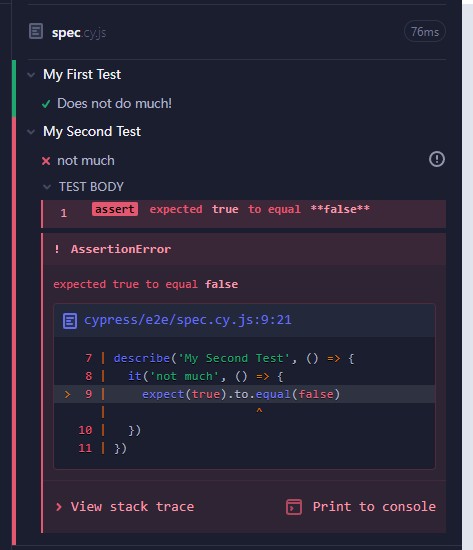 spec.cy.js 76ms
My First Test
Does not do much!
My Second Test
not much
TEST BODY
1 assert expected true to equal **false**
! AssertionError
expected true to equal false
cypress/e2e/spec.cy.js:9:21
7 | describe('My Second Test', () => {
8 | it('not much', () => {
> 9 | expect(true).to.equal(false)
| ^
10 | })
11 | })
> View stack trace Print to console